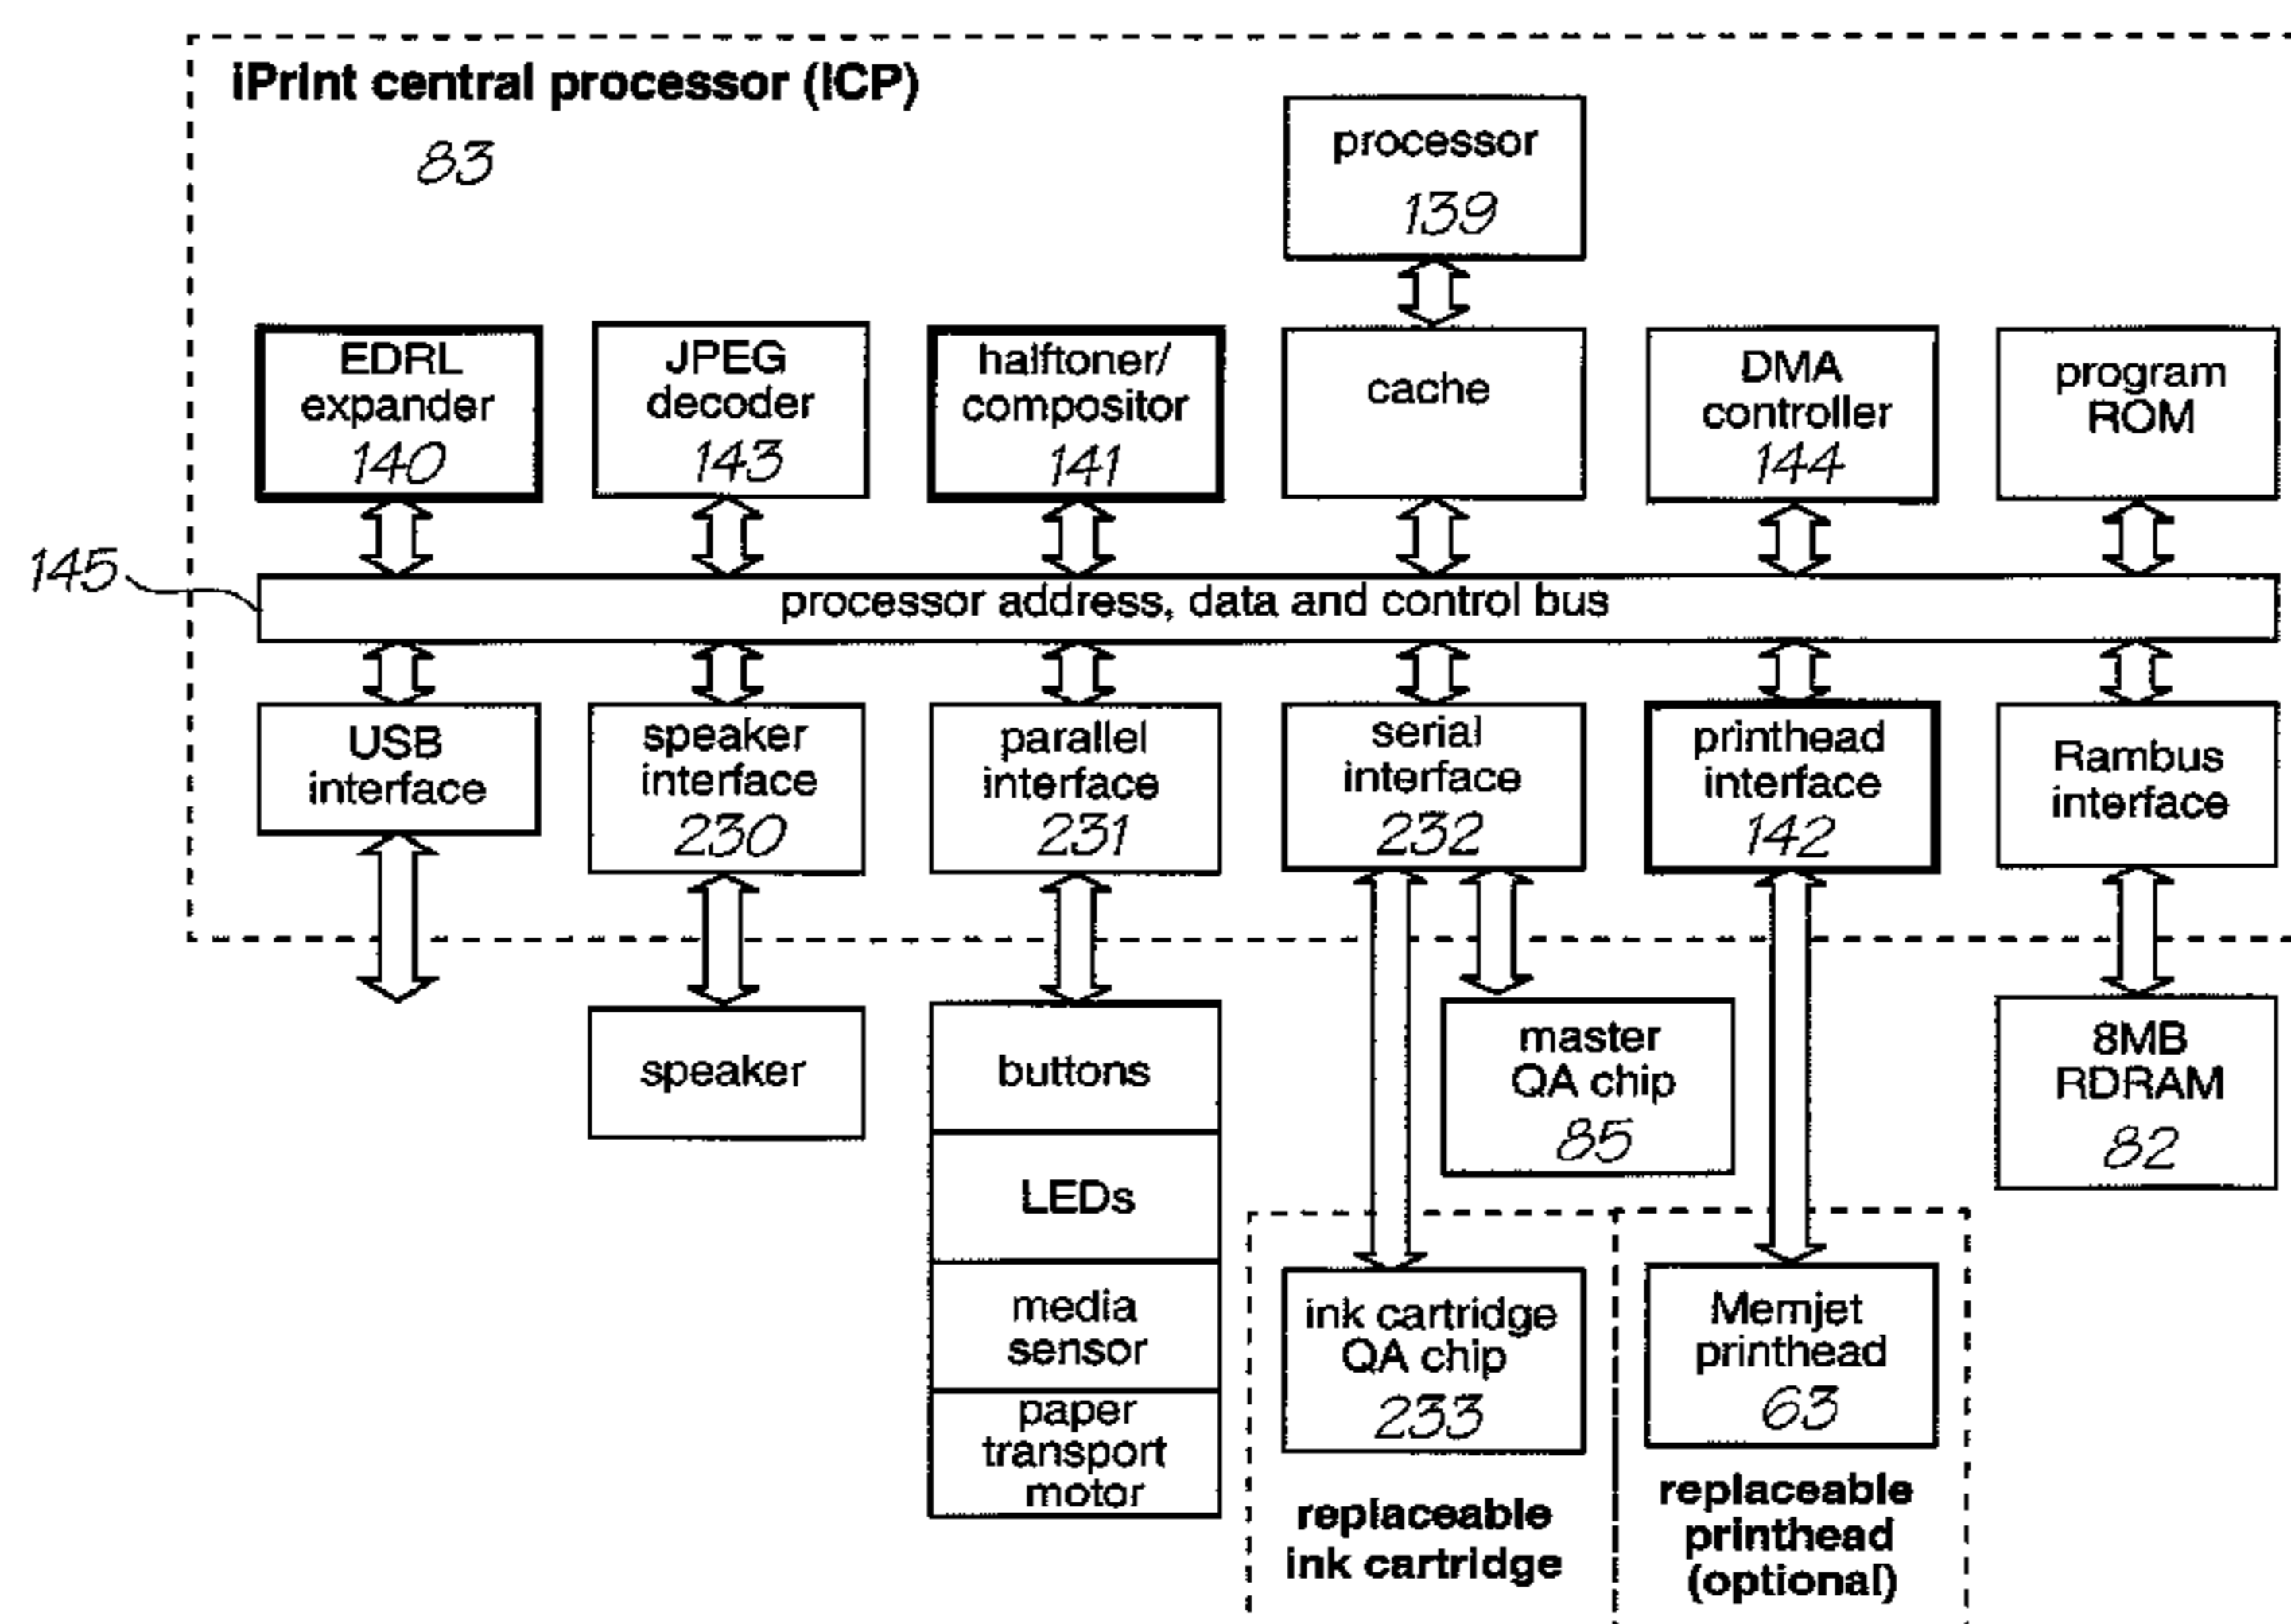 iPrint central processor (ICP)
83
processor
139
EDRL
expander
140
JPEG
decoder
143
halftoner/
compositor
141
cache
DMA
controller
144
program
ROM
145
processor address, data and control bus
USB
interface
speaker
interface
230
parallel
interface
231
serial
interface
232
printhead
interface
142
Rambus
interface
speaker
buttons
LEDs
media
sensor
paper
transport
motor
master
QA chip
85
8MB
RDRAM
82
ink cartridge
QA chip
233
replaceable
ink cartridge
Memjet
printhead
63
replaceable
printhead
(optional)